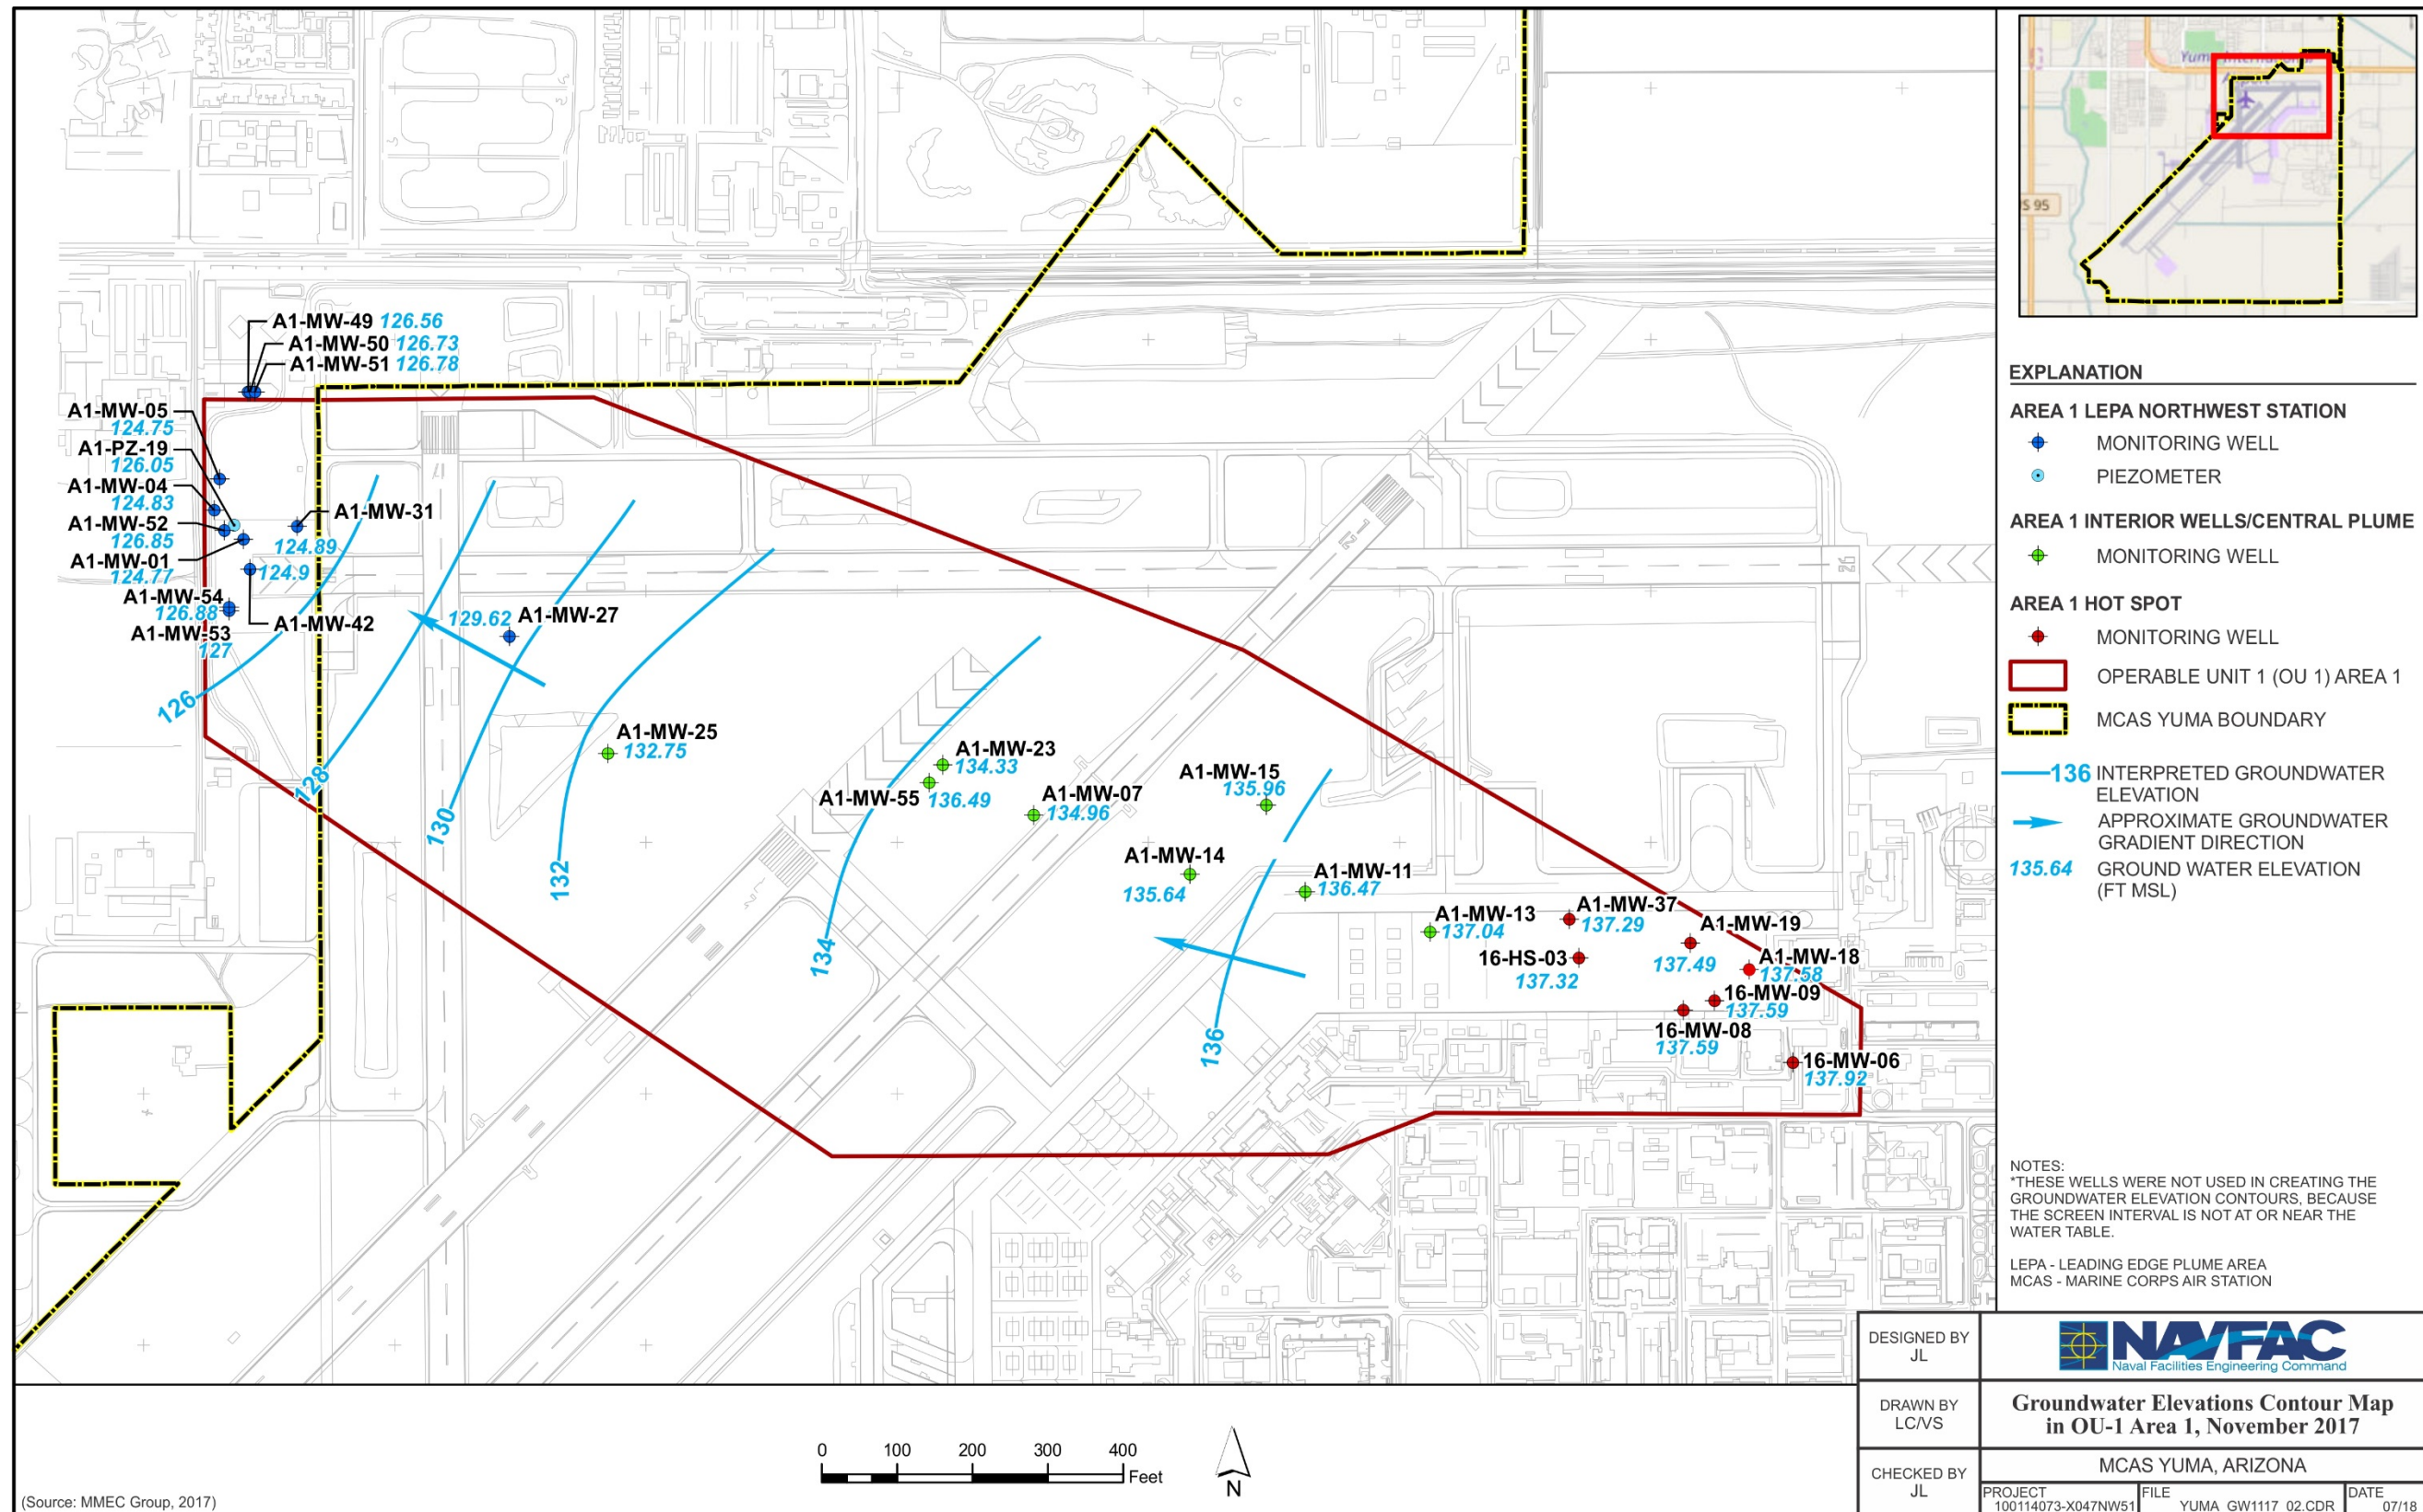 A1-MW-49 126.56
A1-MW-50 126.73
A1-MW-51 126.78
A1-MW-05
124.75
A1-PZ-19
126.05
A1-MW-04
124.83
A1-MW-52
126.85
A1-MW-01
124.77
A1-MW-54
126.88
A1-MW-53
127
A1-MW-31
124.89
124.9
A1-MW-42
129.62 A1-MW-27
126
128
130
132
134
136
A1-MW-25
132.75
A1-MW-23
134.33
A1-MW-55 136.49
A1-MW-07
134.96
A1-MW-15
135.96
A1-MW-14
135.64
A1-MW-11
136.47
A1-MW-13
137.04
A1-MW-37
137.29
16-HS-03
137.32
A1-MW-19
137.49
A1-MW-18
137.58
16-MW-09
137.59
16-MW-08
137.59
16-MW-06
137.92
Yuma International
S 95
EXPLANATION
AREA 1 LEPA NORTHWEST STATION
MONITORING WELL
PIEZOMETER
AREA 1 INTERIOR WELLS/CENTRAL PLUME
MONITORING WELL
AREA 1 HOT SPOT
MONITORING WELL
OPERABLE UNIT 1 (OU 1) AREA 1
MCAS YUMA BOUNDARY
136 INTERPRETED GROUNDWATER
ELEVATION
APPROXIMATE GROUNDWATER
GRADIENT DIRECTION
135.64 GROUND WATER ELEVATION
(FT MSL)
NOTES:
*THESE WELLS WERE NOT USED IN CREATING THE
GROUNDWATER ELEVATION CONTOURS, BECAUSE
THE SCREEN INTERVAL IS NOT AT OR NEAR THE
WATER TABLE.
LEPA - LEADING EDGE PLUME AREA
MCAS - MARINE CORPS AIR STATION
DESIGNED BY
JL
NAVFAC
Naval Facilities Engineering Command
DRAWN BY
LC/VS
Groundwater Elevations Contour Map
in OU-1 Area 1, November 2017
CHECKED BY
JL
MCAS YUMA, ARIZONA
PROJECT
100114073-X047NW51
FILE
YUMA_GW1117_02.CDR
DATE
07/18
0 100 200 300 400
Feet
N
(Source: MMEC Group, 2017)